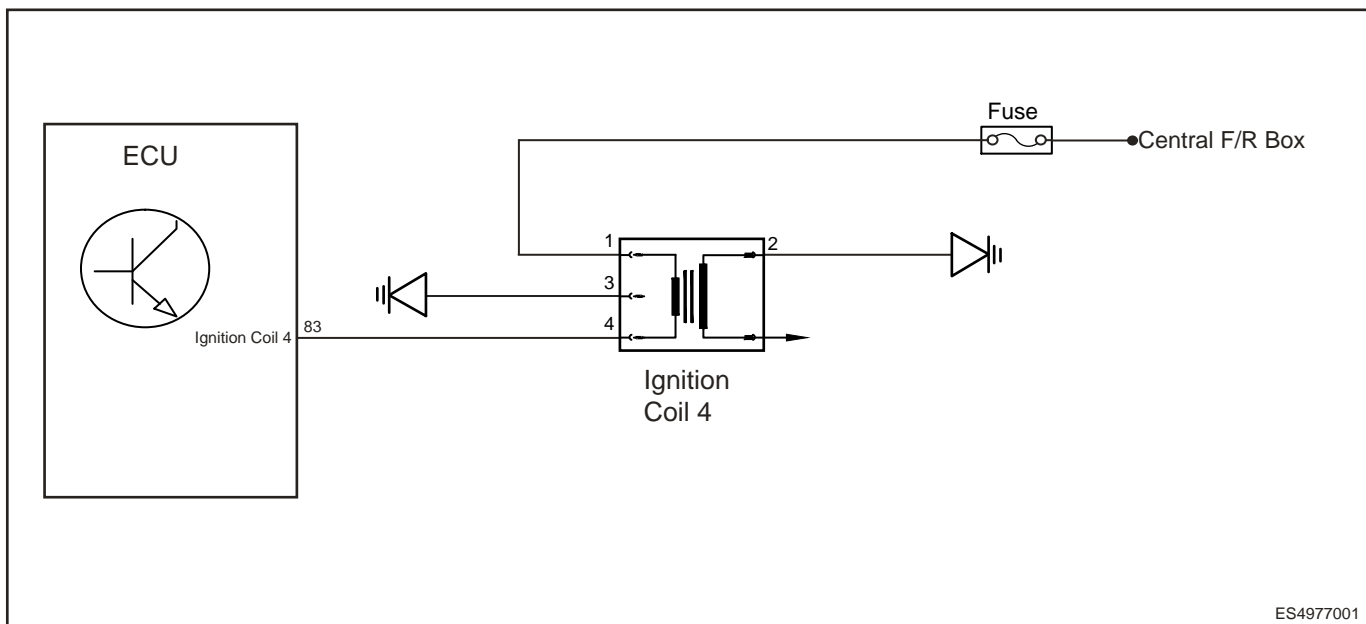 Fuse
Central F/R Box
ECU
1
2
3
4
83
Ignition Coil 4
Ignition
Coil 4
ES4977001